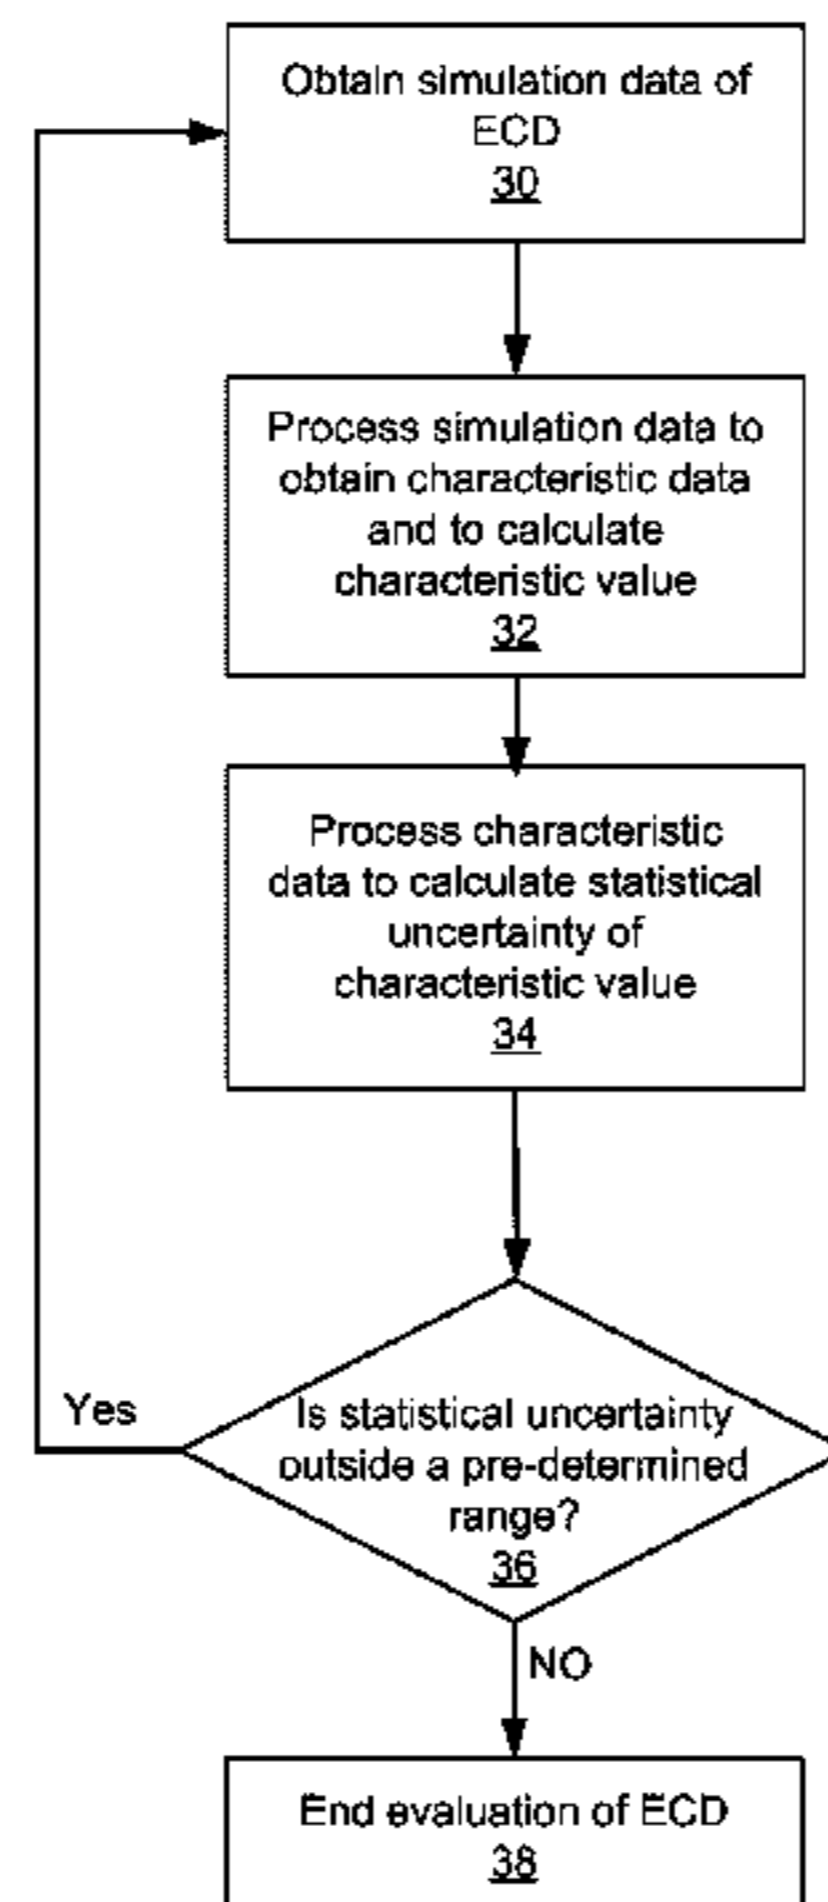 Obtain simulation data of
ECD
30
Process simulation data to
obtain characteristic data
and to calculate
characteristic value
32
Process characteristic
data to calculate statistical
uncertainty of
characteristic value
34
Yes
Is statistical uncertainty
outside a pre-determined
range?
36
NO
End evaluation of ECD
38